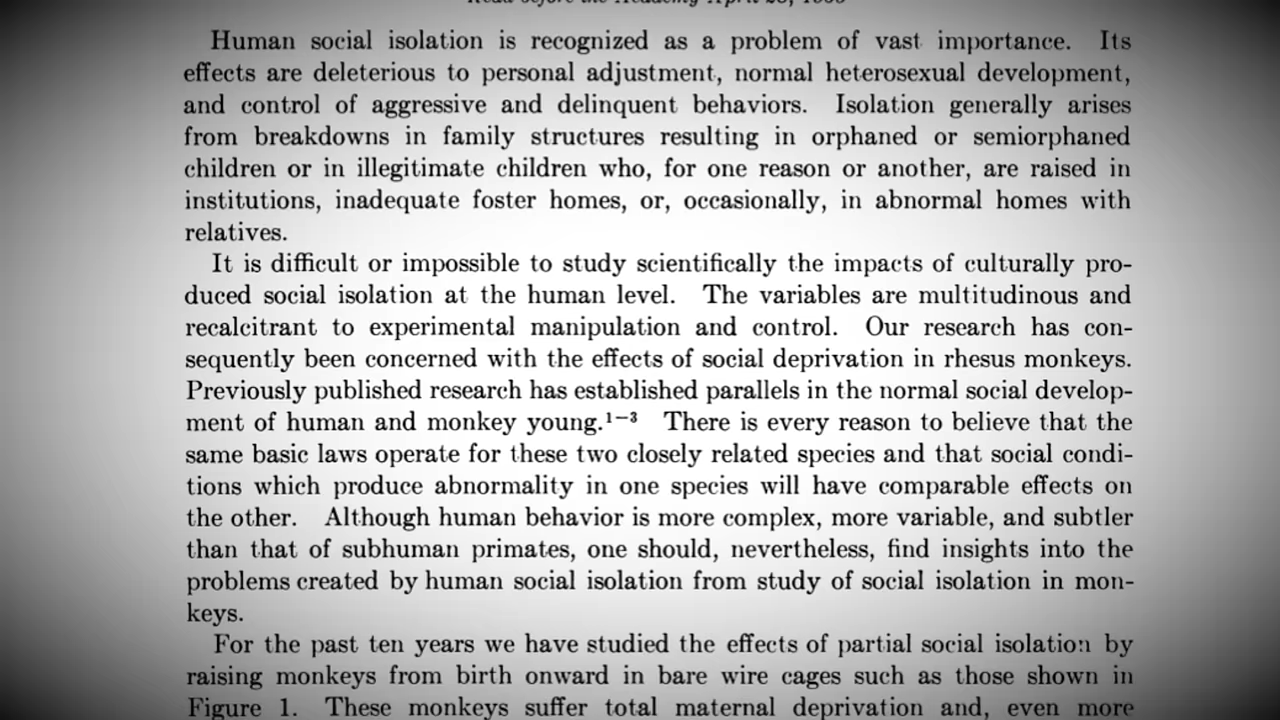 Read before the Academy April 28, 1965
Human social isolation is recognized as a problem of vast importance. Its
effects are deleterious to personal adjustment, normal heterosexual development,
and control of aggressive and delinquent behaviors. Isolation generally arises
from breakdowns in family structures resulting in orphaned or semiorphaned
children or in illegitimate children who, for one reason or another, are raised in
institutions, inadequate foster homes, or, occasionally, in abnormal homes with
relatives.
It is difficult or impossible to study scientifically the impacts of culturally pro-
duced social isolation at the human level. The variables are multitudinous and
recalcitrant to experimental manipulation and control. Our research has con-
sequently been concerned with the effects of social deprivation in rhesus monkeys.
Previously published research has established parallels in the normal social develop-
ment of human and monkey young.¹⁻³ There is every reason to believe that the
same basic laws operate for these two closely related species and that social condi-
tions which produce abnormality in one species will have comparable effects on
the other. Although human behavior is more complex, more variable, and subtler
than that of subhuman primates, one should, nevertheless, find insights into the
problems created by human social isolation from study of social isolation in mon-
keys.
For the past ten years we have studied the effects of partial social isolation by
raising monkeys from birth onward in bare wire cages such as those shown in
Figure 1. These monkeys suffer total maternal deprivation and, even more